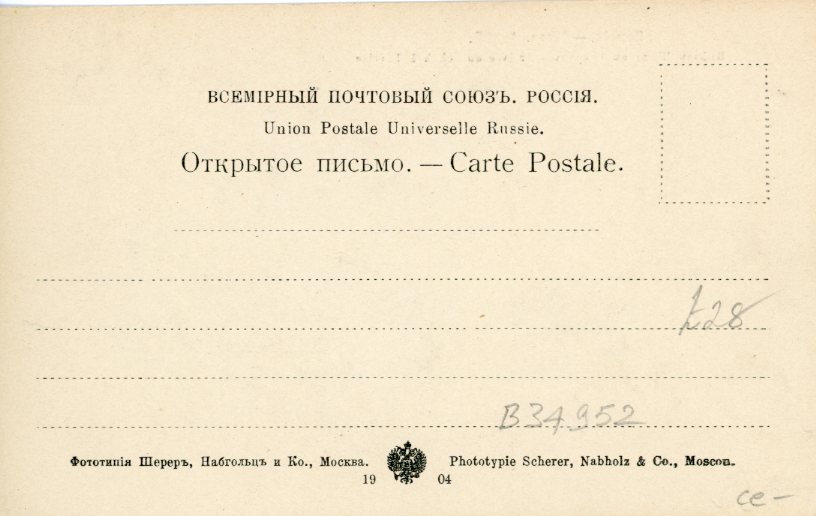 ВСЕМІРНЫЙ ПОЧТОВЫЙ СОЮЗЪ. РОССІЯ.
Union Postale Universelle Russie.
Открытое письмо. — Carte Postale.
B34952
Фототипія Шереръ, Набгольцъ и Ко., Москва.
Phototypie Scherer, Nabholz & Co., Moscou.
19 04
ce-